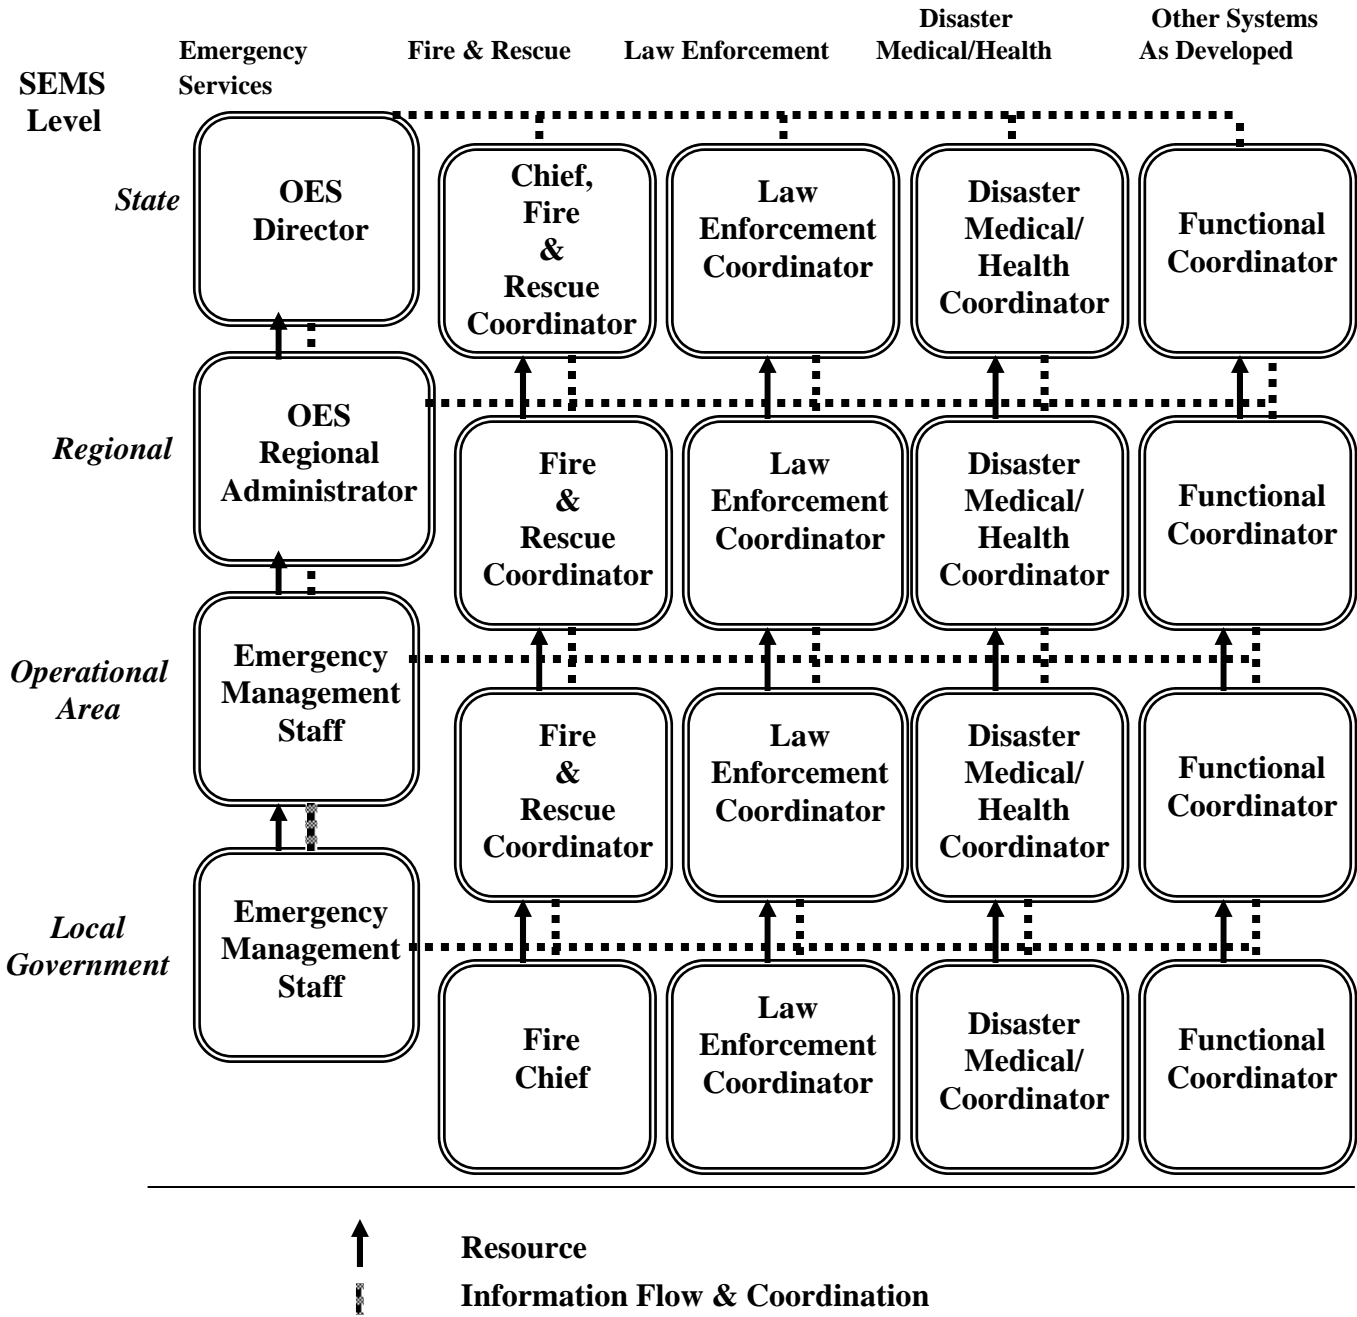 Emergency
Services
Fire & Rescue
Law Enforcement
Disaster
Medical/Health
Other Systems
As Developed
SEMS
Level
State
OES
Director
Chief,
Fire
&
Rescue
Coordinator
Law
Enforcement
Coordinator
Disaster
Medical/
Health
Coordinator
Functional
Coordinator
Regional
OES
Regional
Administrator
Fire
&
Rescue
Coordinator
Law
Enforcement
Coordinator
Disaster
Medical/
Health
Coordinator
Functional
Coordinator
Operational
Area
Emergency
Management
Staff
Fire
&
Rescue
Coordinator
Law
Enforcement
Coordinator
Disaster
Medical/
Health
Coordinator
Functional
Coordinator
Local
Government
Emergency
Management
Staff
Fire
Chief
Law
Enforcement
Coordinator
Disaster
Medical/
Coordinator
Functional
Coordinator
Resource
Information Flow & Coordination